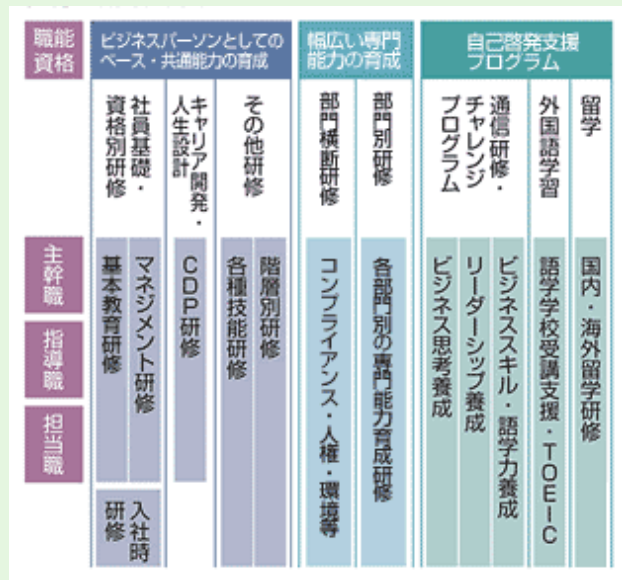 職能
資格
ビジネスパーソンとしての
ベース・共通能力の育成
幅広い専門
能力の育成
自己啓発支援
プログラム
社員基礎・
資格別研修
キャリア開発・
人生設計
その他研修
部門横断研修
部門別研修
通信研修・
チャレンジ
プログラム
外国語学習
留学
主幹職
指導職
担当職
マネジメント研修
基本教育研修
入社時
研修
CDP研修
階層別研修
各種技能研修
コンプライアンス・人権・環境等
各部門別の専門能力育成研修
ビジネススキル・語学力養成
リーダーシップ養成
ビジネス思考養成
語学学校受講支援・TOEIC
国内・海外留学研修